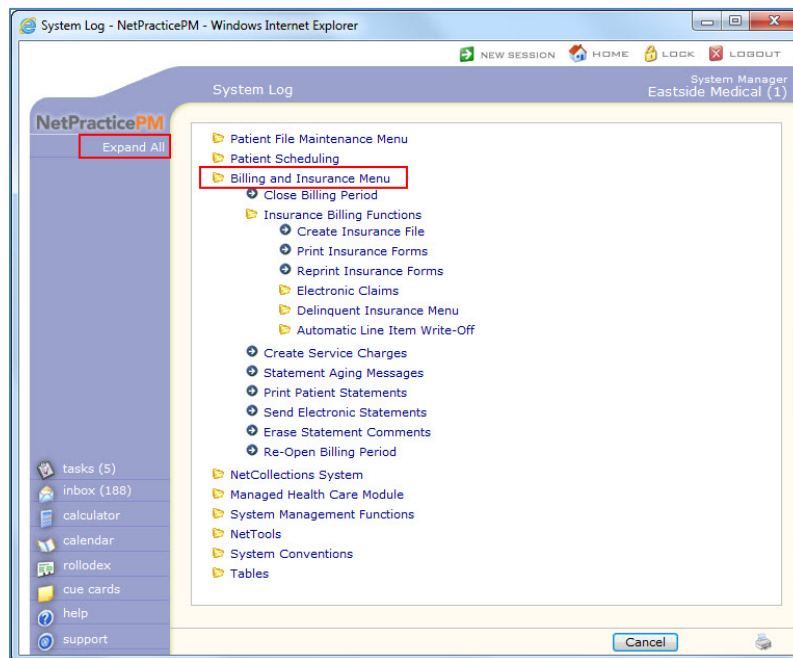 System Log - NetPracticePM - Windows Internet Explorer
NEW SESSION HOME LOCK LOGOUT
System Log
System Manager
Eastside Medical (1)
NetPracticePM
Expand All
Patient File Maintenance Menu
Patient Scheduling
Billing and Insurance Menu
Close Billing Period
Insurance Billing Functions
Create Insurance File
Print Insurance Forms
Reprint Insurance Forms
Electronic Claims
Delinquent Insurance Menu
Automatic Line Item Write-Off
Create Service Charges
Statement Aging Messages
Print Patient Statements
Send Electronic Statements
Erase Statement Comments
Re-Open Billing Period
NetCollections System
Managed Health Care Module
System Management Functions
NetTools
System Conventions
Tables
tasks (5)
inbox (188)
calculator
calendar
rollodex
cue cards
help
support
Cancel